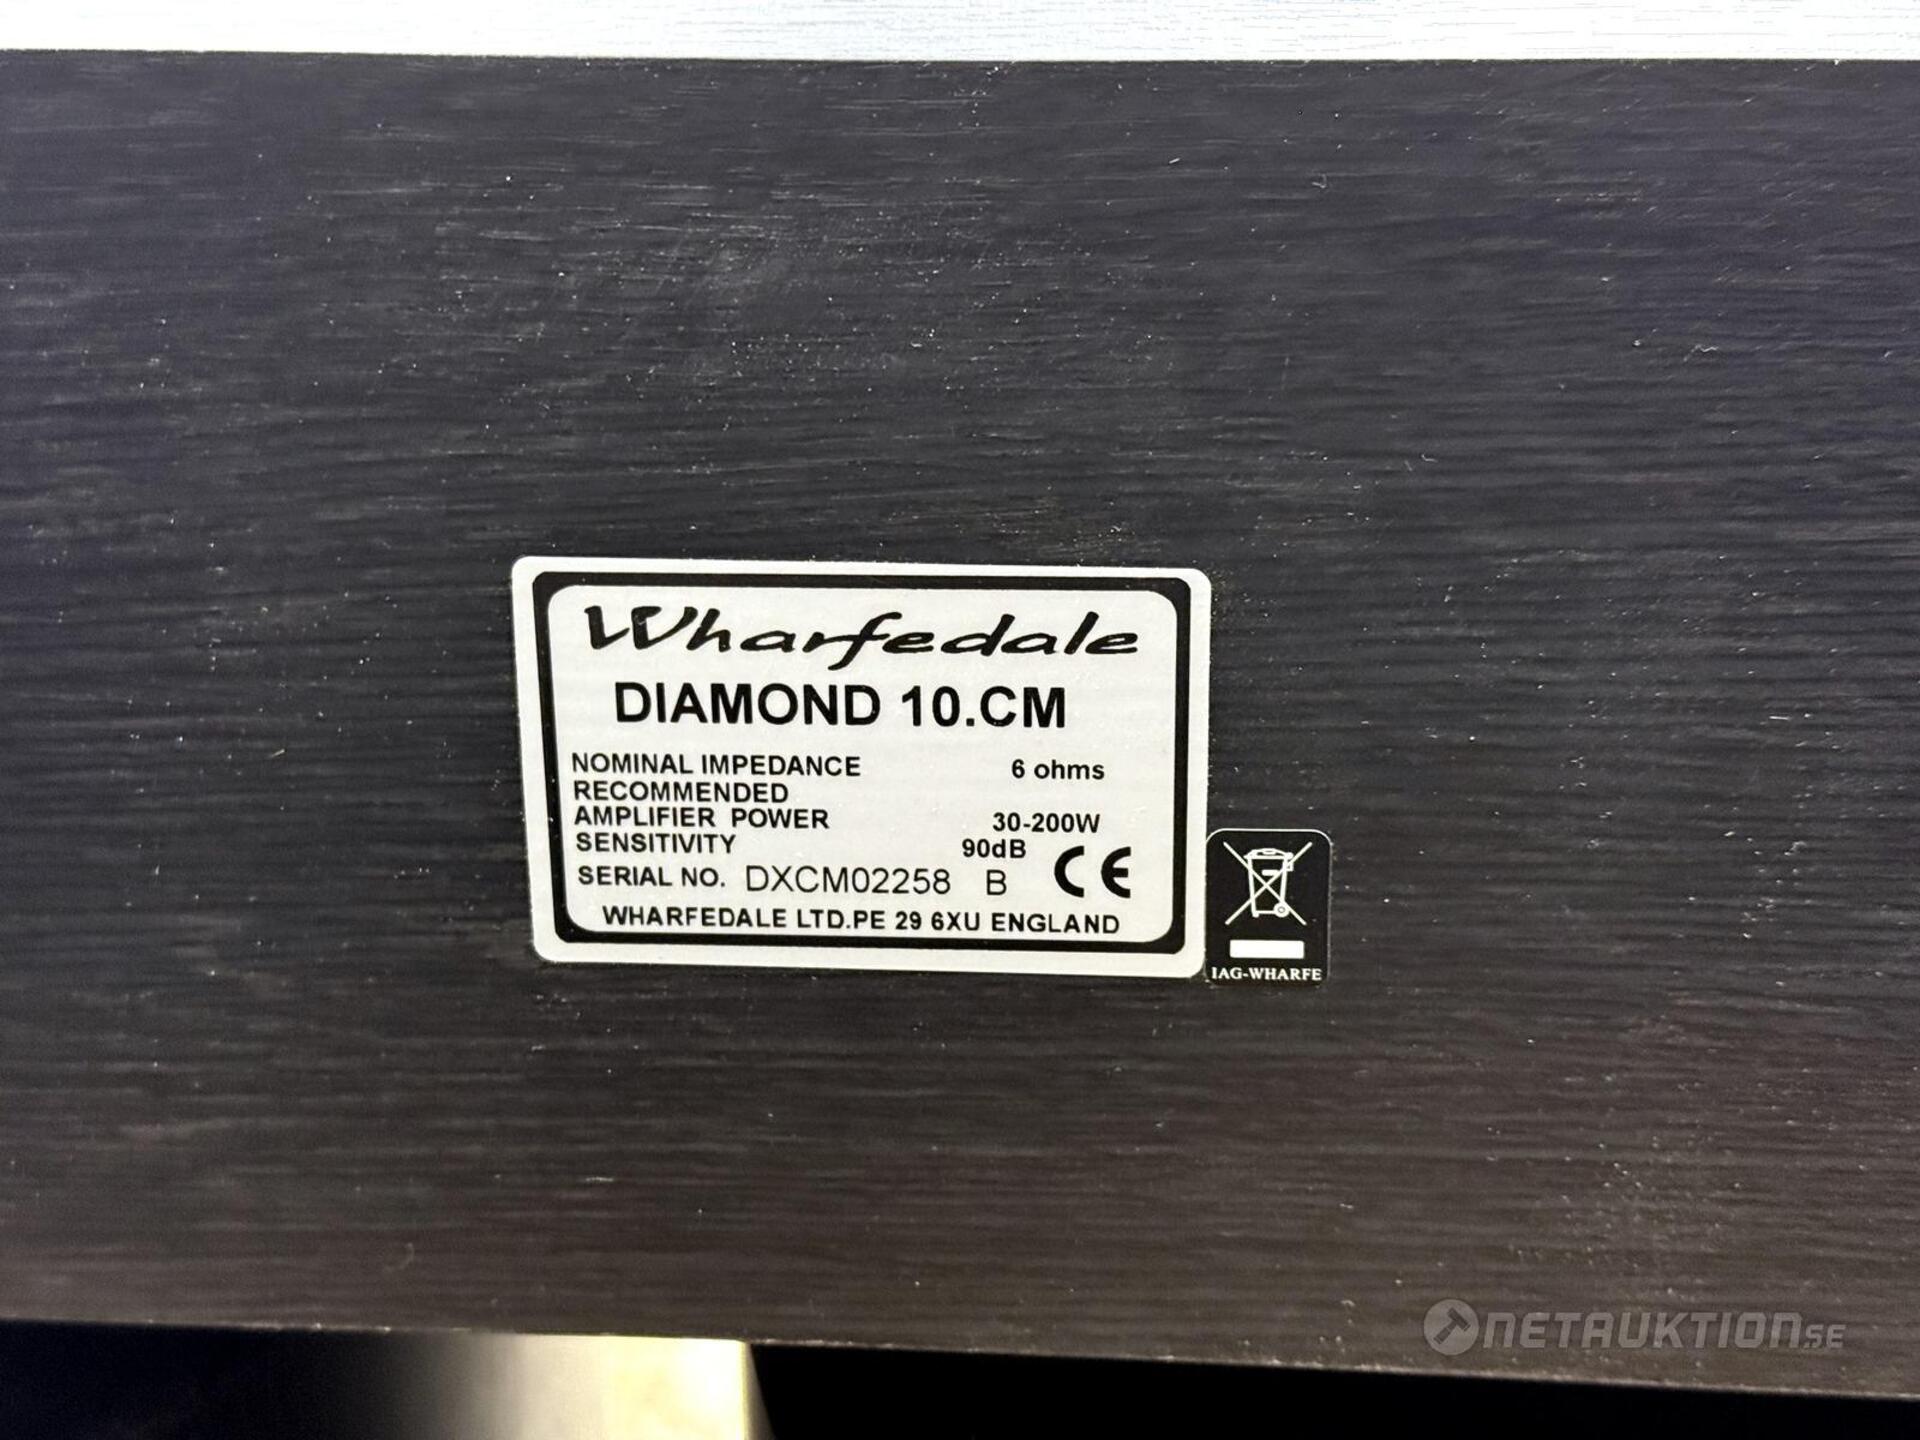 Wharfedale
DIAMOND 10.CM
NOMINAL IMPEDANCE 6 ohms
RECOMMENDED
AMPLIFIER POWER 30-200W
SENSITIVITY 90dB
SERIAL NO. DXCM02258 B CE
WHARFEDALE LTD.PE 29 6XU ENGLAND
IAG-WHARFE
NETAUKTION.SE